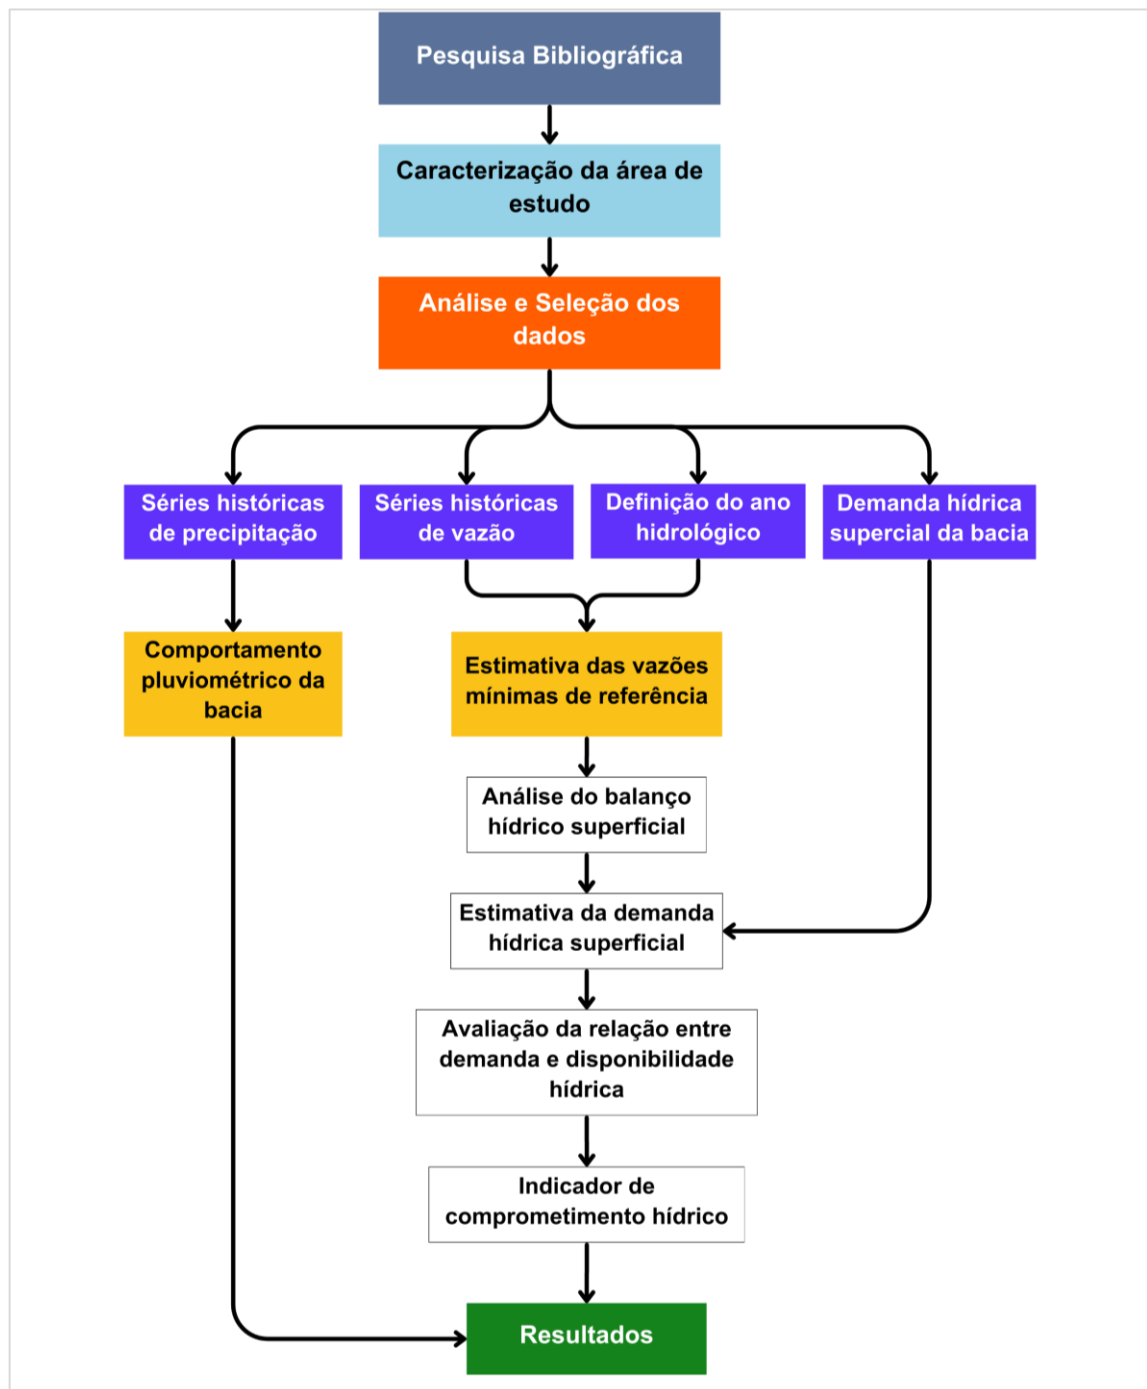 Pesquisa Bibliográfica
Caracterização da área de
estudo
Análise e Seleção dos
dados
Séries históricas
de precipitação
Séries históricas
de vazão
Definição do ano
hidrológico
Demanda hídrica
supercial da bacia
Comportamento
pluviométrico da
bacia
Estimativa das vazões
mínimas de referência
Análise do balanço
hídrico superficial
Estimativa da demanda
hídrica superficial
Avaliação da relação entre
demanda e disponibilidade
hídrica
Indicador de
comprometimento hídrico
Resultados